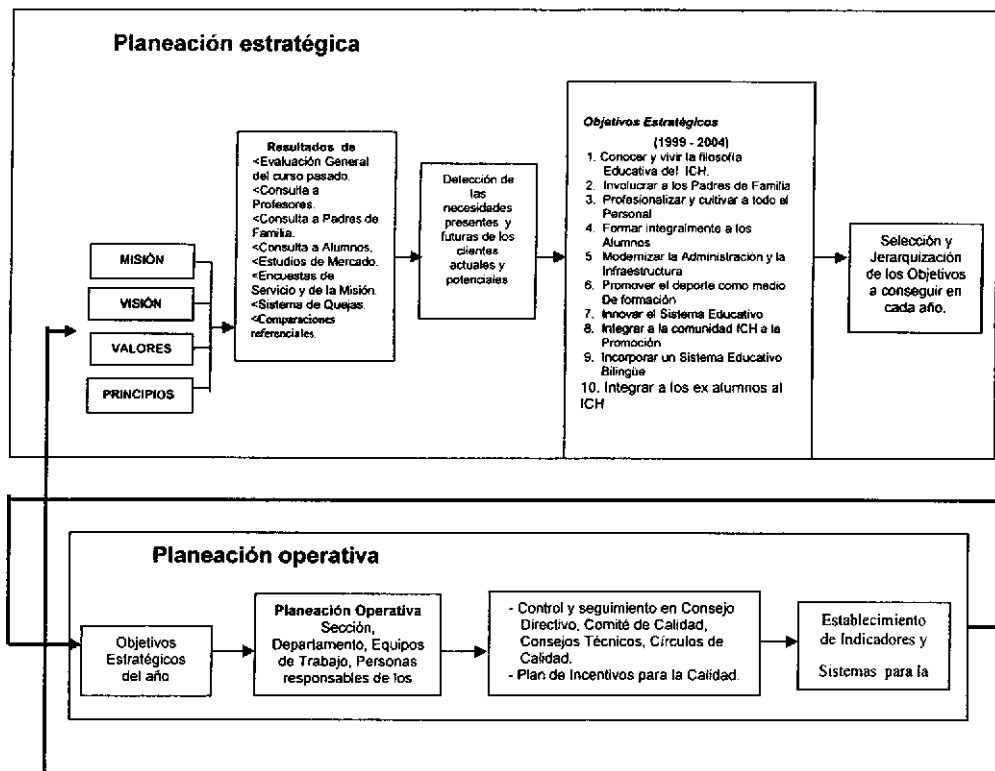 Planeación estratégica
MISIÓN
VISIÓN
VALORES
PRINCIPIOS
Resultados de
<Evaluación General
del curso pasado.
<Consulta a
Profesores.
<Consulta a Padres de
Familia.
<Consulta a Alumnos.
<Estudios de Mercado.
<Encuestas de
Servicio y de la Misión.
<Sistema de Quejas.
<Comparaciones
referenciales.
Detección de
las
necesidades
presentes y
futuras de los
clientes
actuales y
potenciales
Objetivos Estratégicos
(1999 - 2004)
1. Conocer y vivir la filosofía
Educativa del ICH.
2. Involucrar a los Padres de Familia
3. Profesionalizar y cultivar a todo el
Personal
4. Formar integralmente a los
Alumnos
5 Modernizar la Administración y la
Infraestructura
6. Promover el deporte como medio
De formación
7. Innovar el Sistema Educativo
8. Integrar a la comunidad ICH a la
Promoción
9. Incorporar un Sistema Educativo
Bilingüe
10. Integrar a los ex alumnos al
ICH
Selección y
Jerarquización
de los Objetivos
a conseguir en
cada año.
Planeación operativa
Objetivos
Estratégicos
del año
Planeación Operativa
Sección,
Departamento, Equipos
de Trabajo, Personas
responsables de los
- Control y seguimiento en Consejo
Directivo, Comité de Calidad,
Consejos Técnicos, Círculos de
Calidad.
- Plan de Incentivos para la Calidad.
Establecimiento
de Indicadores y
Sistemas para la